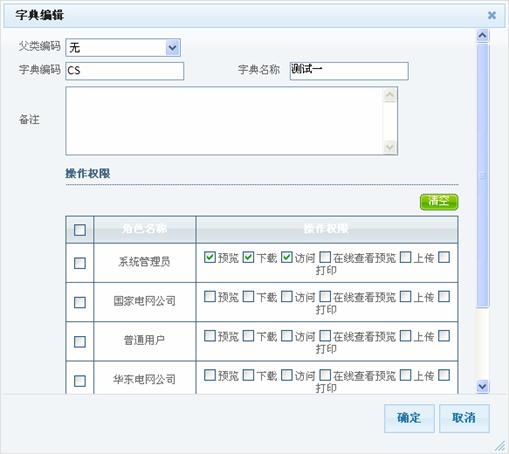 字典编辑
父类编码 无
字典编码 CS 字典名称 测试一
备注
操作权限
清空
角色名称 操作权限
系统管理员 预览 下载 访问 在线查看预览 上传
打印
国家电网公司 预览 下载 访问 在线查看预览 上传
打印
普通用户 预览 下载 访问 在线查看预览 上传
打印
华东电网公司 预览 下载 访问 在线查看预览 上传
打印
确定 取消